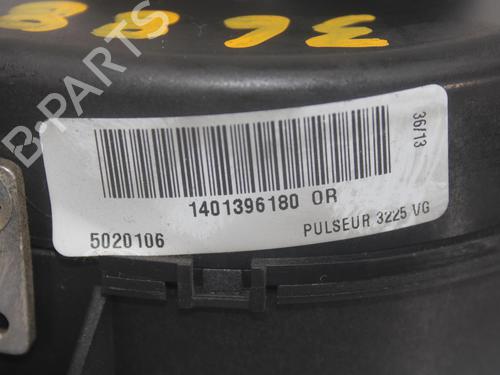 B-PARTS
36/13
1401396180 OR
5020106
PULSEUR 3225 VG